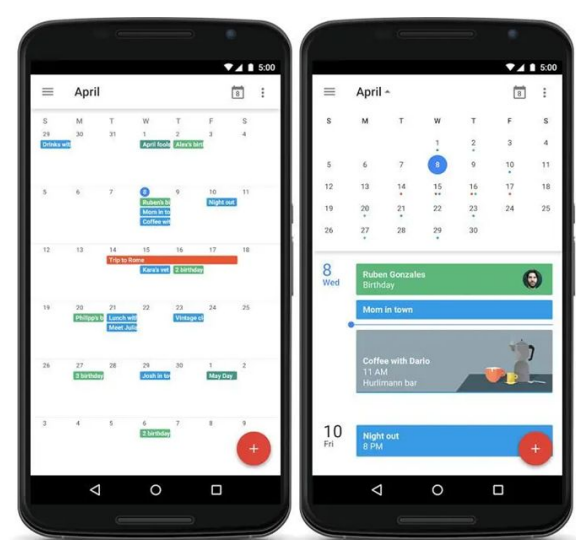 5:00
April
8
S M T W T F S
29 30 31 1 2 3 4
Drinks wit April fools Alex's birt
5 6 7 8 9 10 11
Ruben's bi Night out
Mom in to
Coffee wit
12 13 14 15 16 17 18
Trip to Rome
Kara's vet 2 birthday
19 20 21 22 23 24 25
Philipp's b Lunch with Vintage cl
Meet Julia
26 27 28 29 30 1 2
3 birthday Josh in to May Day
3 4 5 6 7 8 9
2 birthday
+
5:00
April
8
S M T W T F S
1 2 3 4
5 6 7 8 9 10 11
12 13 14 15 16 17 18
19 20 21 22 23 24 25
26 27 28 29 30
8
Wed
Ruben Gonzales
Birthday
Mom in town
Coffee with Dario
11 AM
Hurlimann bar
10
Fri
Night out
8 PM
+